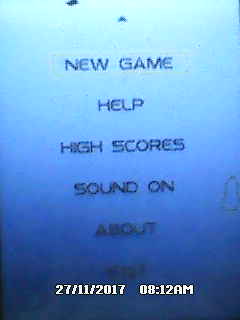 NEW GAME
HELP
HIGH SCORES
SOUND ON
ABOUT
27/11/2017 08:12AM